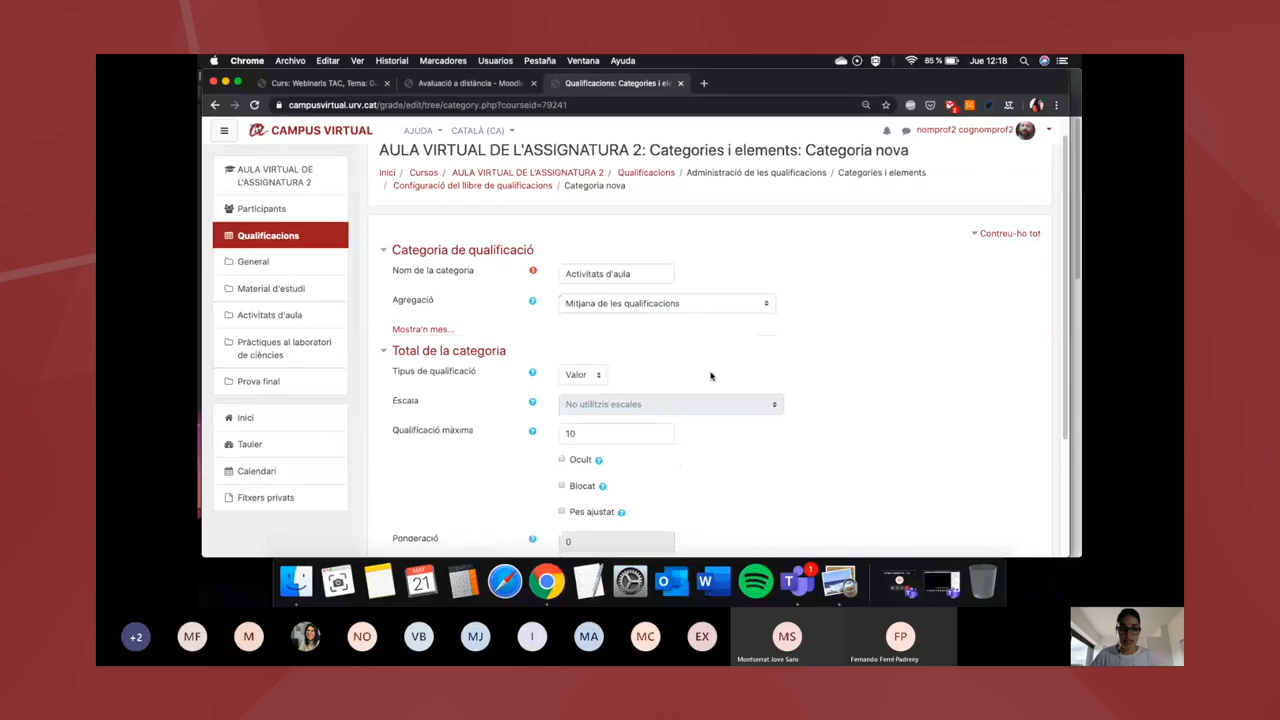 Chrome Archivo Editar Ver Historial Marcadores Usuarios Pestaña Ventana Ayuda 85 % Jue 12:18
Curs: Webinaris TAC, Tema: G Avaluació a distància - Moodl Qualificacions: Categories i ele
campusvirtual.urv.cat/grade/edit/tree/category.php?courseid=79241
CAMPUS VIRTUAL AJUDA CATALÀ (CA) nomprof2 cognomprof2
AULA VIRTUAL DE L'ASSIGNATURA 2: Categories i elements: Categoria nova
Inici / Cursos / AULA VIRTUAL DE L'ASSIGNATURA 2 / Qualificacions / Administració de les qualificacions / Categories i elements
/ Configuració del llibre de qualificacions / Categoria nova
AULA VIRTUAL DE
L'ASSIGNATURA 2
Participants
Qualificacions
General
Material d'estudi
Activitats d'aula
Pràctiques al laboratori
de ciències
Prova final
Inici
Tauler
Calendari
Fitxers privats
Contreu-ho tot
Categoria de qualificació
Nom de la categoria Activitats d'aula
Agregació Mitjana de les qualificacions
Mostra'n mes...
Total de la categoria
Tipus de qualificació Valor
Escala No utilitzis escales
Qualificació màxima 10
Ocult
Blocat
Pes ajustat
Ponderació 0
MAY
21
1
+2 MF M NO VB MJ I MA MC EX MS FP
Montserrat Jove Sans Fernando Ferré Padreny